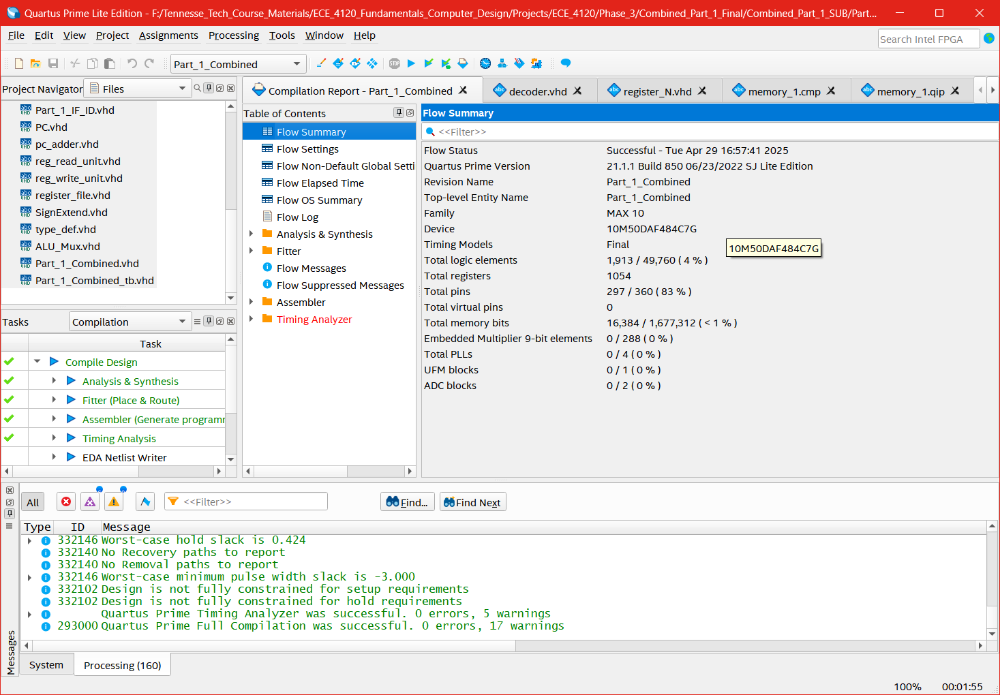 Quartus Prime Lite Edition - F:/Tennesse_Tech_Course_Materials/ECE_4120_Fundamentals_Computer_Design/Projects/ECE_4120/Phase_3/Combined_Part_1_Final/Combined_Part_1_SUB/Part...
File Edit View Project Assignments Processing Tools Window Help
Search Intel FPGA
Part_1_Combined
Project Navigator Files
Part_1_IF_ID.vhd
PC.vhd
pc_adder.vhd
reg_read_unit.vhd
reg_write_unit.vhd
register_file.vhd
SignExtend.vhd
type_def.vhd
ALU_Mux.vhd
Part_1_Combined.vhd
Part_1_Combined_tb.vhd
Tasks Compilation
Task
Compile Design
Analysis & Synthesis
Fitter (Place & Route)
Assembler (Generate programr
Timing Analysis
EDA Netlist Writer
Compilation Report - Part_1_Combined decoder.vhd register_N.vhd memory_1.cmp memory_1.qip
Table of Contents
Flow Summary
Flow Settings
Flow Non-Default Global Setti
Flow Elapsed Time
Flow OS Summary
Flow Log
Analysis & Synthesis
Fitter
Flow Messages
Flow Suppressed Messages
Assembler
Timing Analyzer
Flow Summary
<<Filter>>
Flow Status Successful - Tue Apr 29 16:57:41 2025
Quartus Prime Version 21.1.1 Build 850 06/23/2022 SJ Lite Edition
Revision Name Part_1_Combined
Top-level Entity Name Part_1_Combined
Family MAX 10
Device 10M50DAF484C7G
Timing Models Final
10M50DAF484C7G
Total logic elements 1,913 / 49,760 ( 4 % )
Total registers 1054
Total pins 297 / 360 ( 83 % )
Total virtual pins 0
Total memory bits 16,384 / 1,677,312 ( < 1 % )
Embedded Multiplier 9-bit elements 0 / 288 ( 0 % )
Total PLLs 0 / 4 ( 0 % )
UFM blocks 0 / 1 ( 0 % )
ADC blocks 0 / 2 ( 0 % )
All <<Filter>> Find... Find Next
Type ID Message
332146 Worst-case hold slack is 0.424
332140 No Recovery paths to report
332140 No Removal paths to report
332146 Worst-case minimum pulse width slack is -3.000
332102 Design is not fully constrained for setup requirements
332102 Design is not fully constrained for hold requirements
Quartus Prime Timing Analyzer was successful. 0 errors, 5 warnings
293000 Quartus Prime Full Compilation was successful. 0 errors, 17 warnings
Messages
System Processing (160)
100% 00:01:55